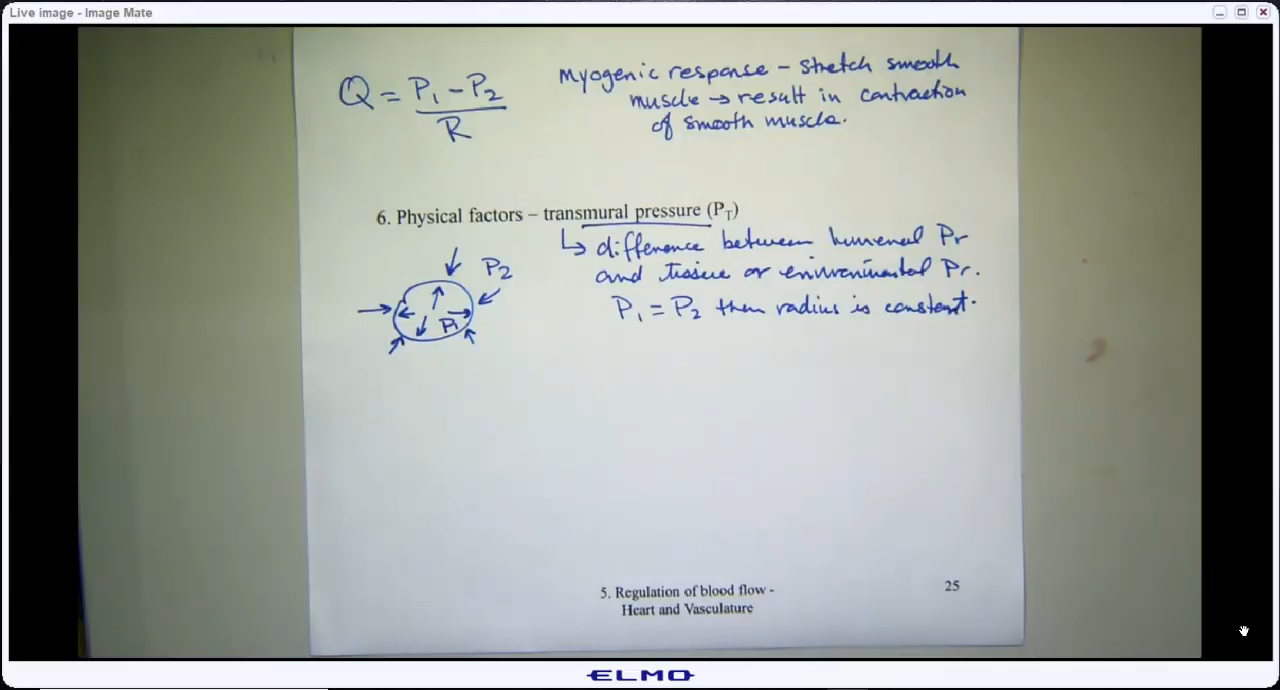 Live image - Image Mate
Q = P1 - P2 / R
Myogenic response - stretch smooth
muscle → result in contraction
of smooth muscle.
6. Physical factors – transmural pressure (PT)
↳ difference between lumenal Pr
and tissue or environmental Pr.
P1 = P2 then radius is constant.
P2
P1
5. Regulation of blood flow -
Heart and Vasculature
25
ELMO